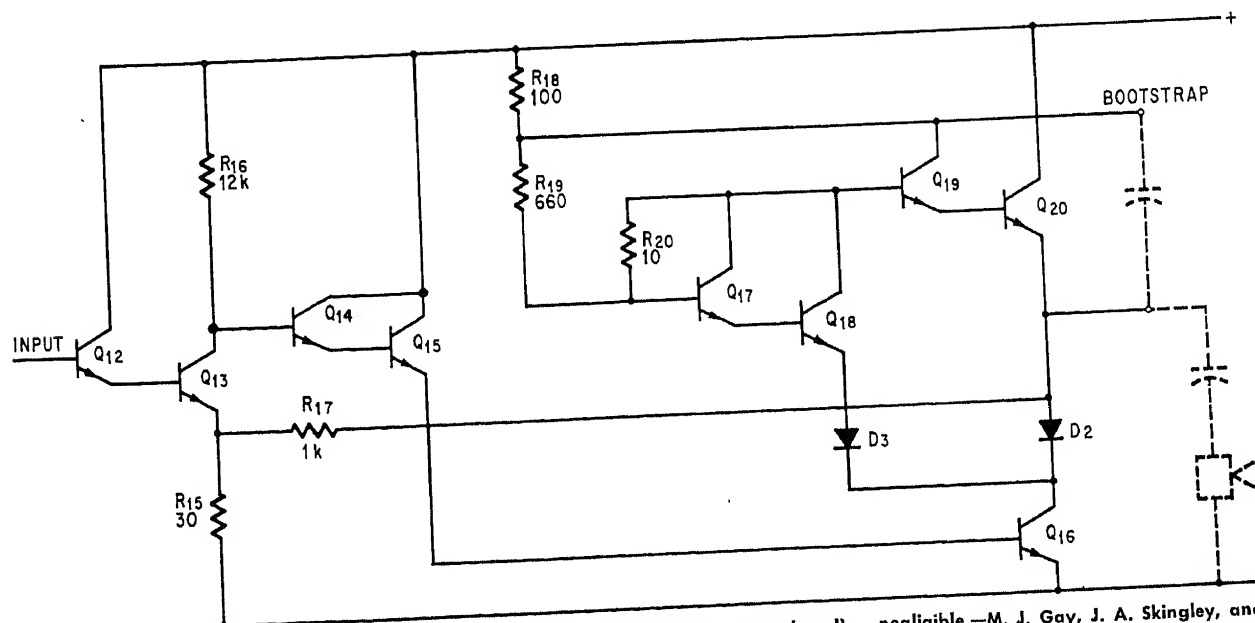 +
R18
100
BOOTSTRAP
R16
12k
R19
660
Q19
Q20
R20
10
Q17
Q14
Q18
INPUT
Q12
Q15
Q13
R17
1k
D3
D2
R15
30
Q16
negligible.—M. J. Gay, J. A. Skingley, and